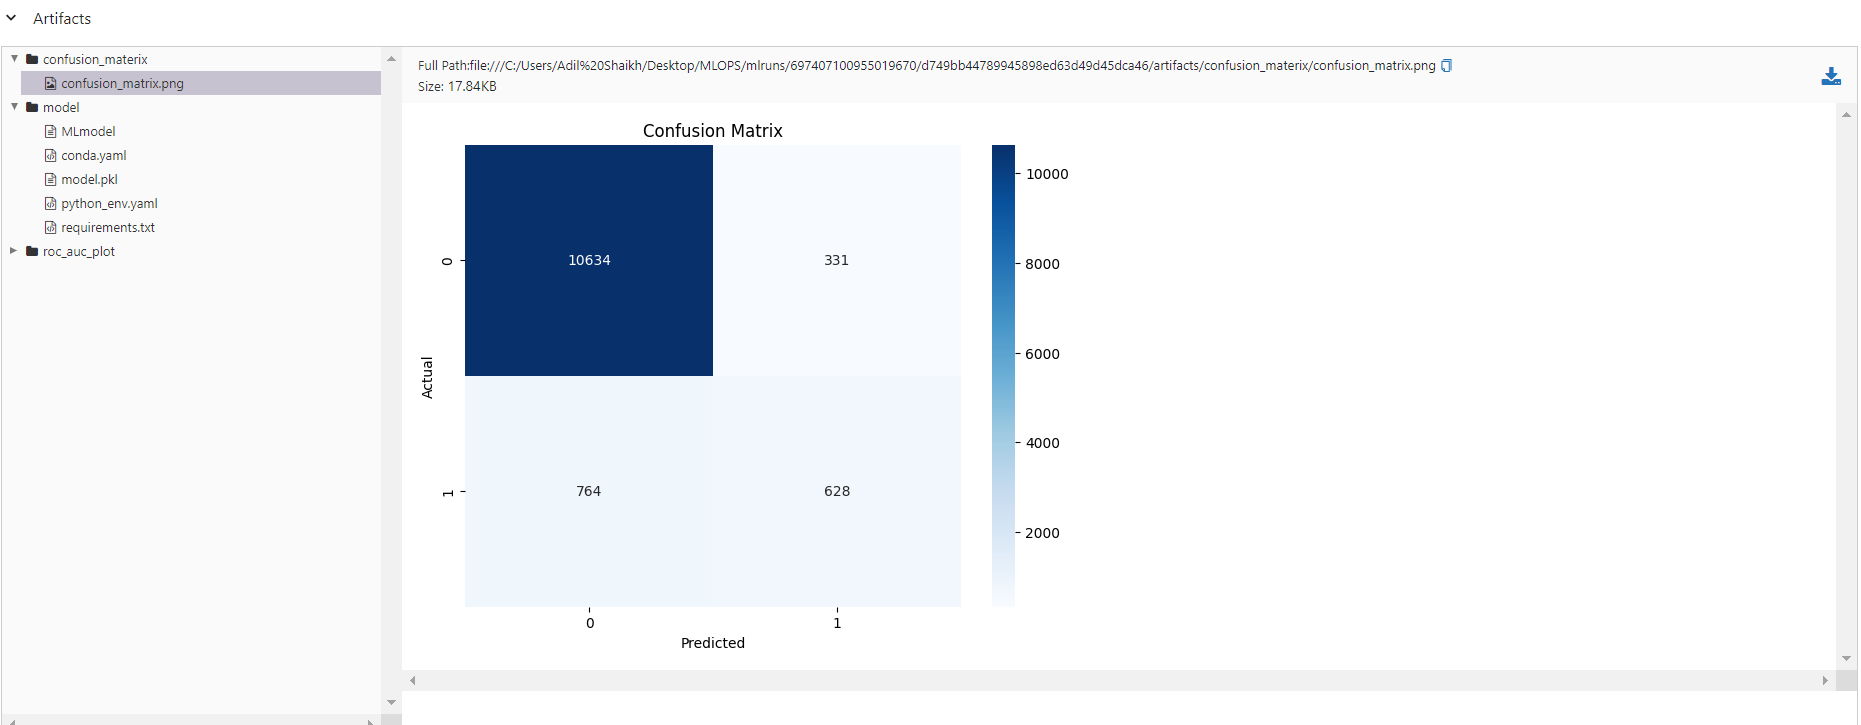 Artifacts
confusion_materix
confusion_matrix.png
model
MLmodel
conda.yaml
model.pkl
python_env.yaml
requirements.txt
roc_auc_plot
Full Path:file:///C:/Users/Adil%20Shaikh/Desktop/MLOPS/mlruns/697407100955019670/d749bb44789945898ed63d49d45dca46/artifacts/confusion_materix/confusion_matrix.png
Size: 17.84KB
Confusion Matrix
Actual
0
10634
331
1
764
628
0
1
Predicted
10000
8000
6000
4000
2000